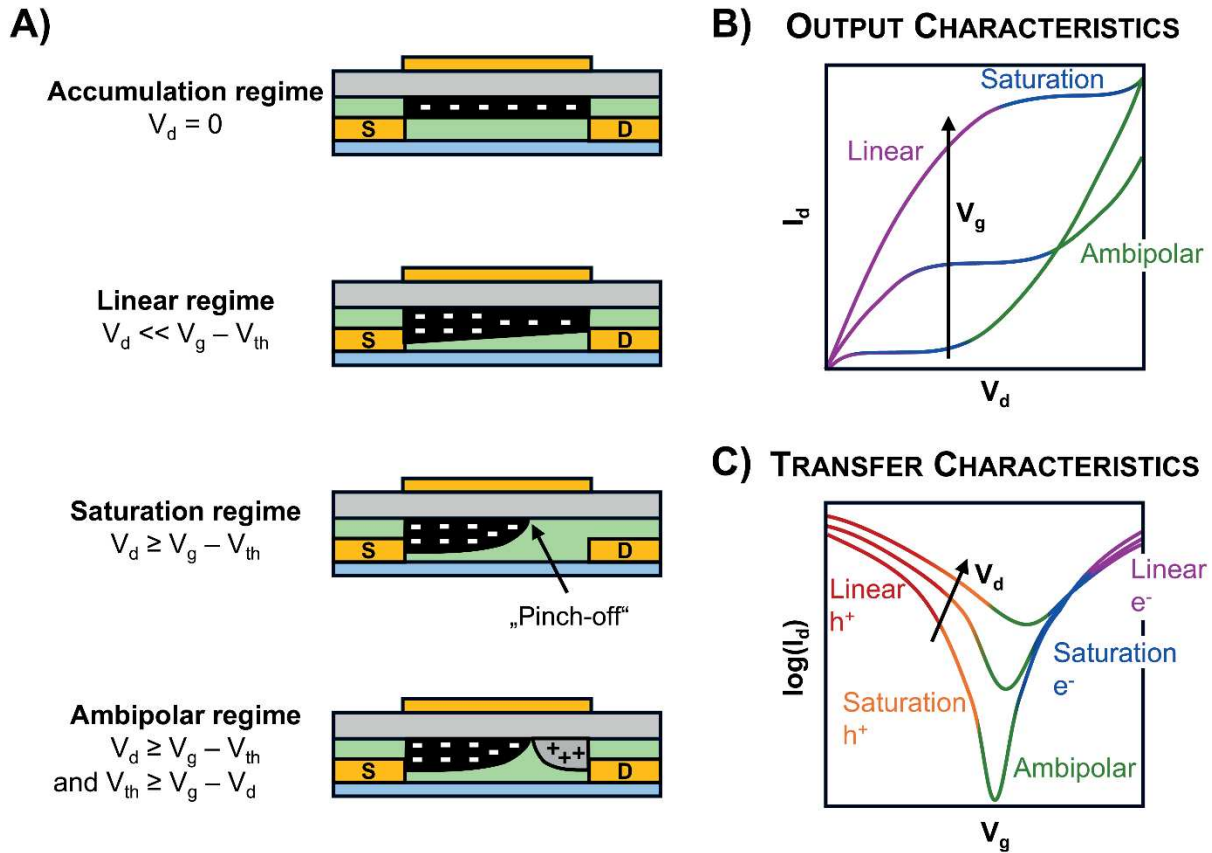 A)
Accumulation regime
V_d = 0
S
D
Linear regime
V_d << V_g – V_th
S
D
Saturation regime
V_d ≥ V_g – V_th
S
D
„Pinch-off“
Ambipolar regime
V_d ≥ V_g – V_th
and V_th ≥ V_g – V_d
S
+ + + +
D
B) OUTPUT CHARACTERISTICS
Saturation
Linear
V_g
Ambipolar
I_d
V_d
C) TRANSFER CHARACTERISTICS
V_d
Linear
h⁺
Linear
e⁻
Saturation
e⁻
Saturation
h⁺
Ambipolar
log(I_d)
V_g